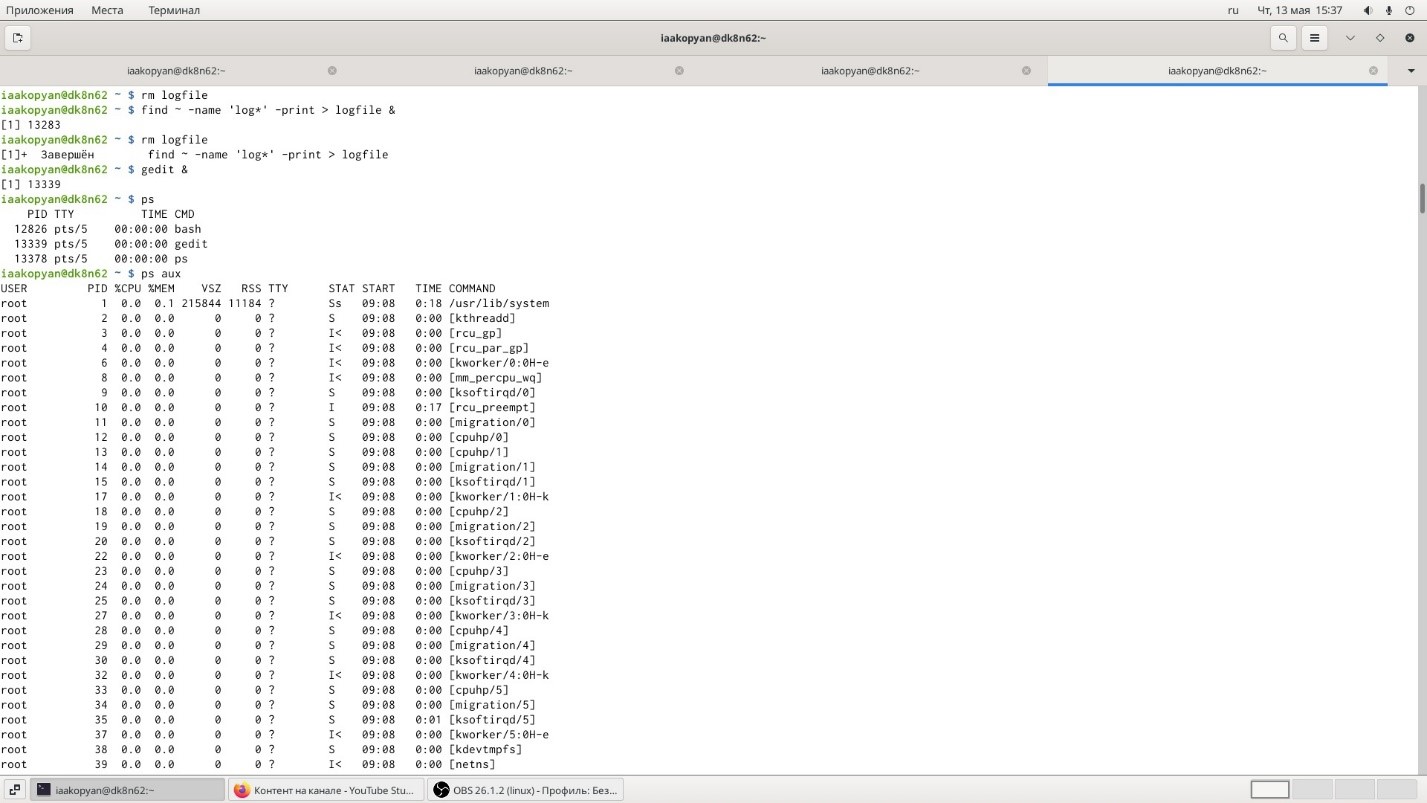 Приложения Места Терминал ru Чт, 13 мая 15:37
iaakopyan@dk8n62:~
iaakopyan@dk8n62:~ iaakopyan@dk8n62:~ iaakopyan@dk8n62:~ iaakopyan@dk8n62:~
iaakopyan@dk8n62 ~ $ rm logfile
iaakopyan@dk8n62 ~ $ find ~ -name 'log*' -print > logfile &
[1] 13283
iaakopyan@dk8n62 ~ $ rm logfile
[1]+  Завершён        find ~ -name 'log*' -print > logfile
iaakopyan@dk8n62 ~ $ gedit &
[1] 13339
iaakopyan@dk8n62 ~ $ ps
PID TTY          TIME CMD
12826 pts/5    00:00:00 bash
13339 pts/5    00:00:00 gedit
13378 pts/5    00:00:00 ps
iaakopyan@dk8n62 ~ $ ps aux
USER         PID %CPU %MEM    VSZ   RSS TTY      STAT START   TIME COMMAND
root           1  0.0  0.1 215844 11184 ?        Ss   09:08   0:18 /usr/lib/system
root           2  0.0  0.0      0     0 ?        S    09:08   0:00 [kthreadd]
root           3  0.0  0.0      0     0 ?        I<   09:08   0:00 [rcu_gp]
root           4  0.0  0.0      0     0 ?        I<   09:08   0:00 [rcu_par_gp]
root           6  0.0  0.0      0     0 ?        I<   09:08   0:00 [kworker/0:0H-e
root           8  0.0  0.0      0     0 ?        I<   09:08   0:00 [mm_percpu_wq]
root           9  0.0  0.0      0     0 ?        S    09:08   0:00 [ksoftirqd/0]
root          10  0.0  0.0      0     0 ?        I    09:08   0:17 [rcu_preempt]
root          11  0.0  0.0      0     0 ?        S    09:08   0:00 [migration/0]
root          12  0.0  0.0      0     0 ?        S    09:08   0:00 [cpuhp/0]
root          13  0.0  0.0      0     0 ?        S    09:08   0:00 [cpuhp/1]
root          14  0.0  0.0      0     0 ?        S    09:08   0:00 [migration/1]
root          15  0.0  0.0      0     0 ?        S    09:08   0:00 [ksoftirqd/1]
root          17  0.0  0.0      0     0 ?        I<   09:08   0:00 [kworker/1:0H-k
root          18  0.0  0.0      0     0 ?        S    09:08   0:00 [cpuhp/2]
root          19  0.0  0.0      0     0 ?        S    09:08   0:00 [migration/2]
root          20  0.0  0.0      0     0 ?        S    09:08   0:00 [ksoftirqd/2]
root          22  0.0  0.0      0     0 ?        I<   09:08   0:00 [kworker/2:0H-e
root          23  0.0  0.0      0     0 ?        S    09:08   0:00 [cpuhp/3]
root          24  0.0  0.0      0     0 ?        S    09:08   0:00 [migration/3]
root          25  0.0  0.0      0     0 ?        S    09:08   0:00 [ksoftirqd/3]
root          27  0.0  0.0      0     0 ?        I<   09:08   0:00 [kworker/3:0H-k
root          28  0.0  0.0      0     0 ?        S    09:08   0:00 [cpuhp/4]
root          29  0.0  0.0      0     0 ?        S    09:08   0:00 [migration/4]
root          30  0.0  0.0      0     0 ?        S    09:08   0:00 [ksoftirqd/4]
root          32  0.0  0.0      0     0 ?        I<   09:08   0:00 [kworker/4:0H-k
root          33  0.0  0.0      0     0 ?        S    09:08   0:00 [cpuhp/5]
root          34  0.0  0.0      0     0 ?        S    09:08   0:00 [migration/5]
root          35  0.0  0.0      0     0 ?        S    09:08   0:01 [ksoftirqd/5]
root          37  0.0  0.0      0     0 ?        I<   09:08   0:00 [kworker/5:0H-e
root          38  0.0  0.0      0     0 ?        S    09:08   0:00 [kdevtmpfs]
root          39  0.0  0.0      0     0 ?        I<   09:08   0:00 [netns]
iaakopyan@dk8n62:~ Контент на канале - YouTube Stu... OBS 26.1.2 (linux) - Профиль: Без...